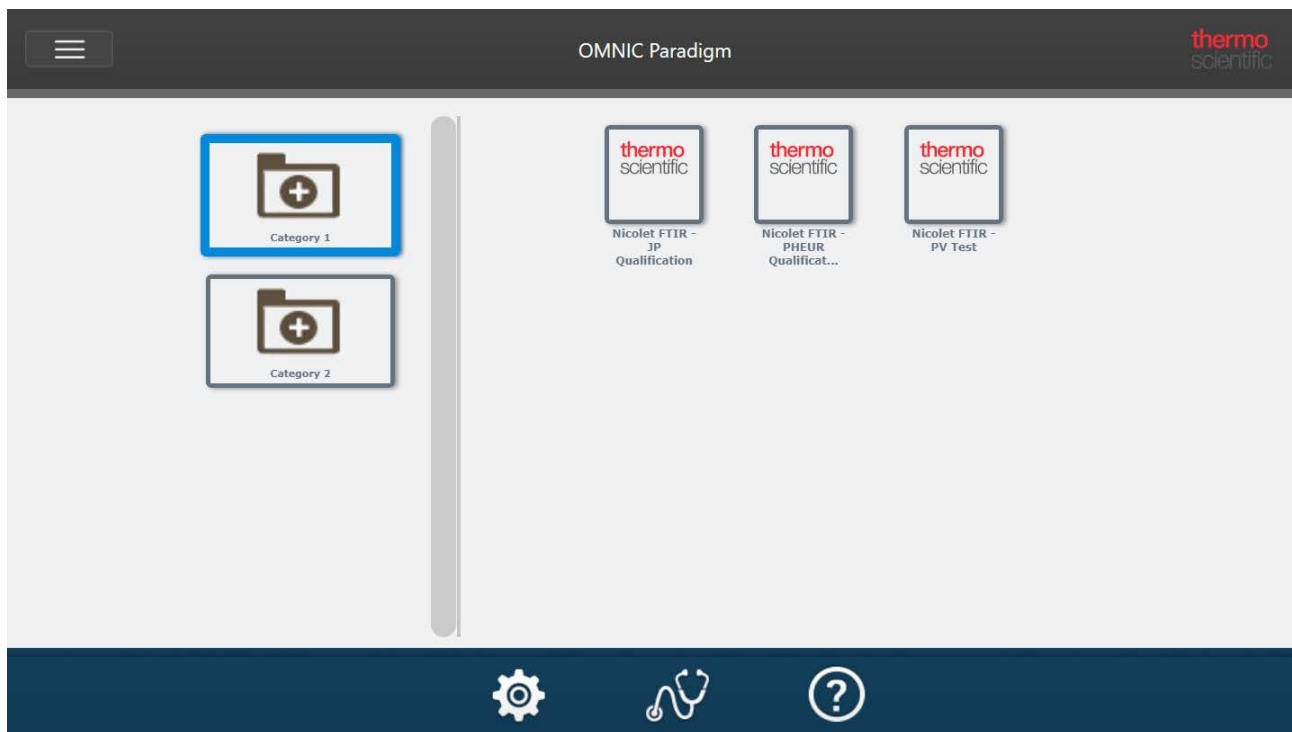 OMNIC Paradigm
thermo
scientific
Category 1
Category 2
thermo
scientific
Nicolet FTIR -
JP
Qualification
thermo
scientific
Nicolet FTIR -
PHEUR
Qualificat...
thermo
scientific
Nicolet FTIR -
PV Test
?